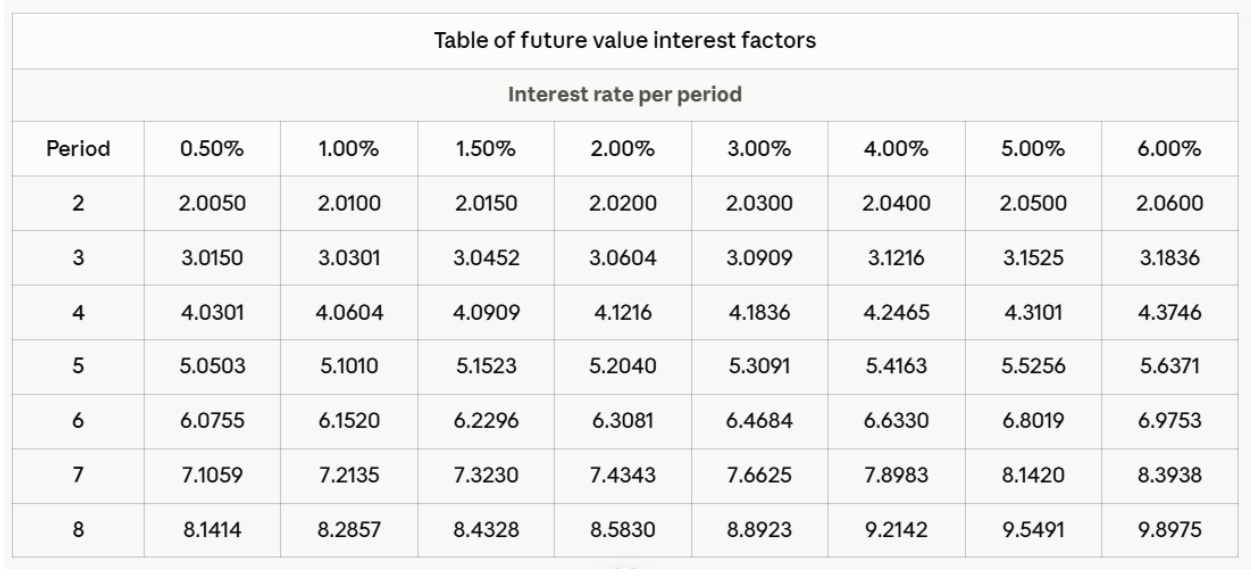 Table of future value interest factors
Interest rate per period
Period 0.50% 1.00% 1.50% 2.00% 3.00% 4.00% 5.00% 6.00%
2 2.0050 2.0100 2.0150 2.0200 2.0300 2.0400 2.0500 2.0600
3 3.0150 3.0301 3.0452 3.0604 3.0909 3.1216 3.1525 3.1836
4 4.0301 4.0604 4.0909 4.1216 4.1836 4.2465 4.3101 4.3746
5 5.0503 5.1010 5.1523 5.2040 5.3091 5.4163 5.5256 5.6371
6 6.0755 6.1520 6.2296 6.3081 6.4684 6.6330 6.8019 6.9753
7 7.1059 7.2135 7.3230 7.4343 7.6625 7.8983 8.1420 8.3938
8 8.1414 8.2857 8.4328 8.5830 8.8923 9.2142 9.5491 9.8975